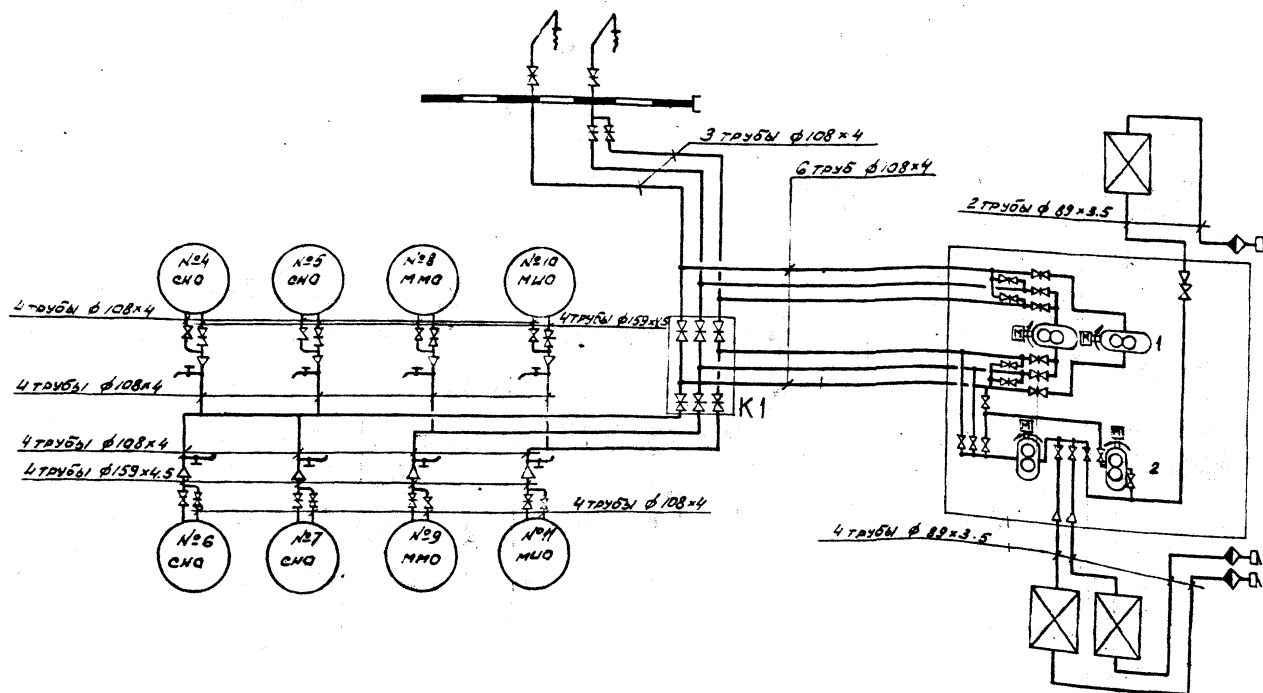 3 ТРУБЫ ф108×4
6 ТРУБ ф108×4
2 ТРУБЫ ф 89×3.5
№4 СНО
№5 СНО
№8 ММО
№10 МИО
4 ТРУБЫ ф108×4
4 ТРУБЫ ф159×4.5
М
М
1
4 ТРУБЫ ф108×4
К1
4 ТРУБЫ ф108×4
М
М
2
4 ТРУБЫ ф159×4.5
4 ТРУБЫ ф108×4
№6 СНО
№7 СНО
№9 ММО
№11 МИО
4 ТРУБЫ ф 89×3.5